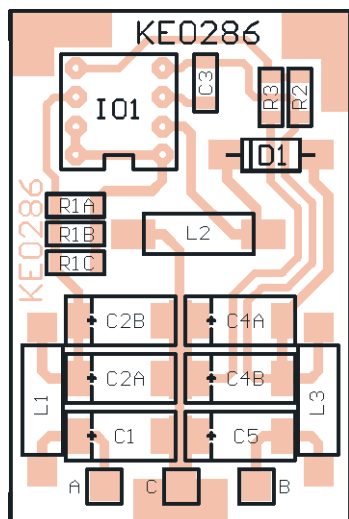 KE0286
IO1
C3
R3
R2
D1
KE0286
R1A
R1B
R1C
L2
C2B
C4A
L1
C2A
C4B
L3
C1
C5
A
C
B